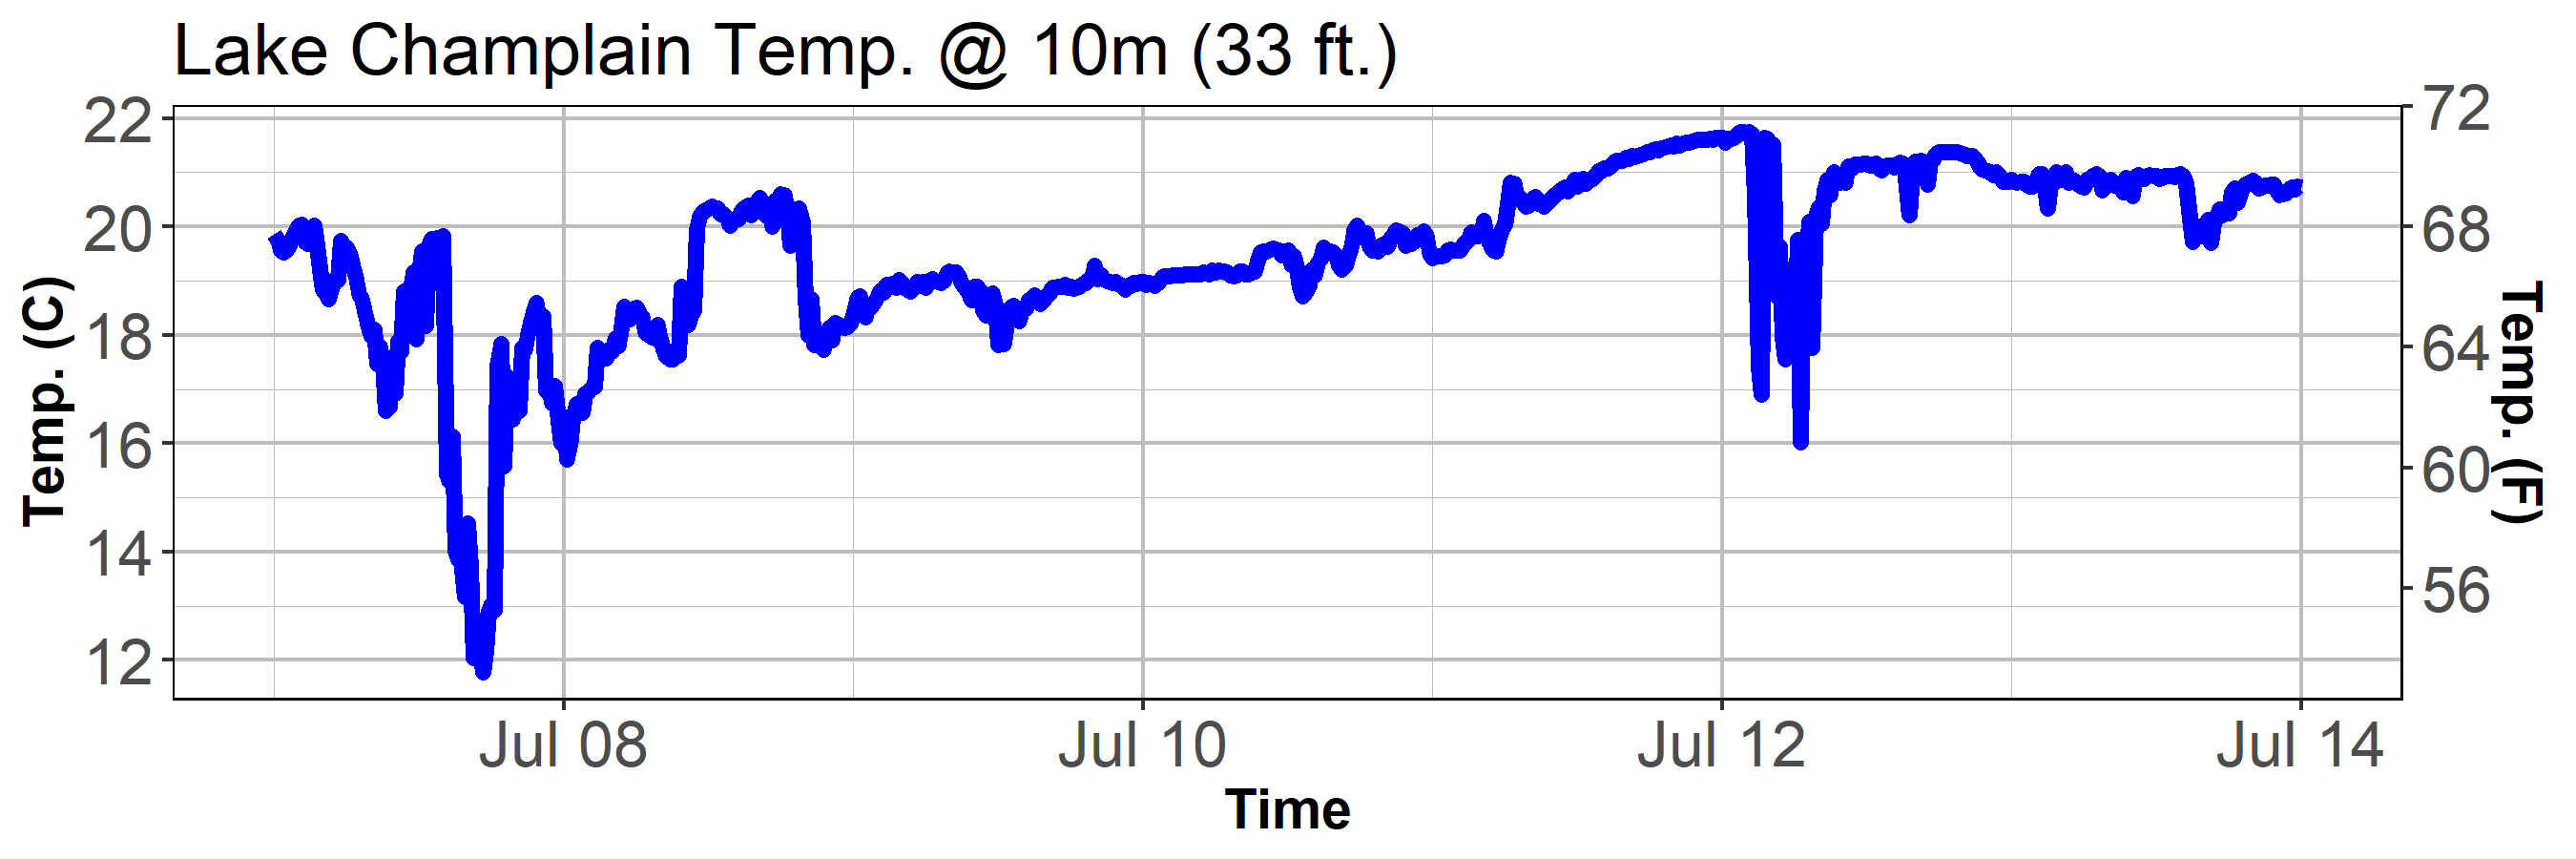 Lake Champlain Temp. @ 10m (33 ft.)
22
20
18
16
14
12
Temp. (C)
72
68
64
60
56
Temp. (F)
Jul 08
Jul 10
Jul 12
Jul 14
Time